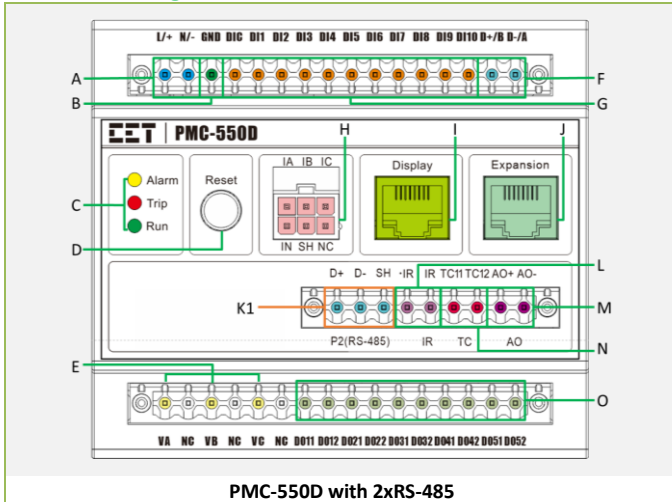 L/+ N/- GND DIC DI1 DI2 DI3 DI4 DI5 DI6 DI7 DI8 DI9 DI10 D+/B D-/A
A F
B G
CET PMC-550D H I J
IA IB IC Display Expansion
Alarm Reset
C Trip
Run
D IN SH NC
D+ D- SH -IR IR TC11 TC12 AO+ AO- L
K1 M
P2(RS-485) IR TC AO N
E
O
VA NC VB NC VC NC DO11 DO12 DO21 DO22 DO31 DO32 DO41 DO42 DO51 DO52
PMC-550D with 2xRS-485